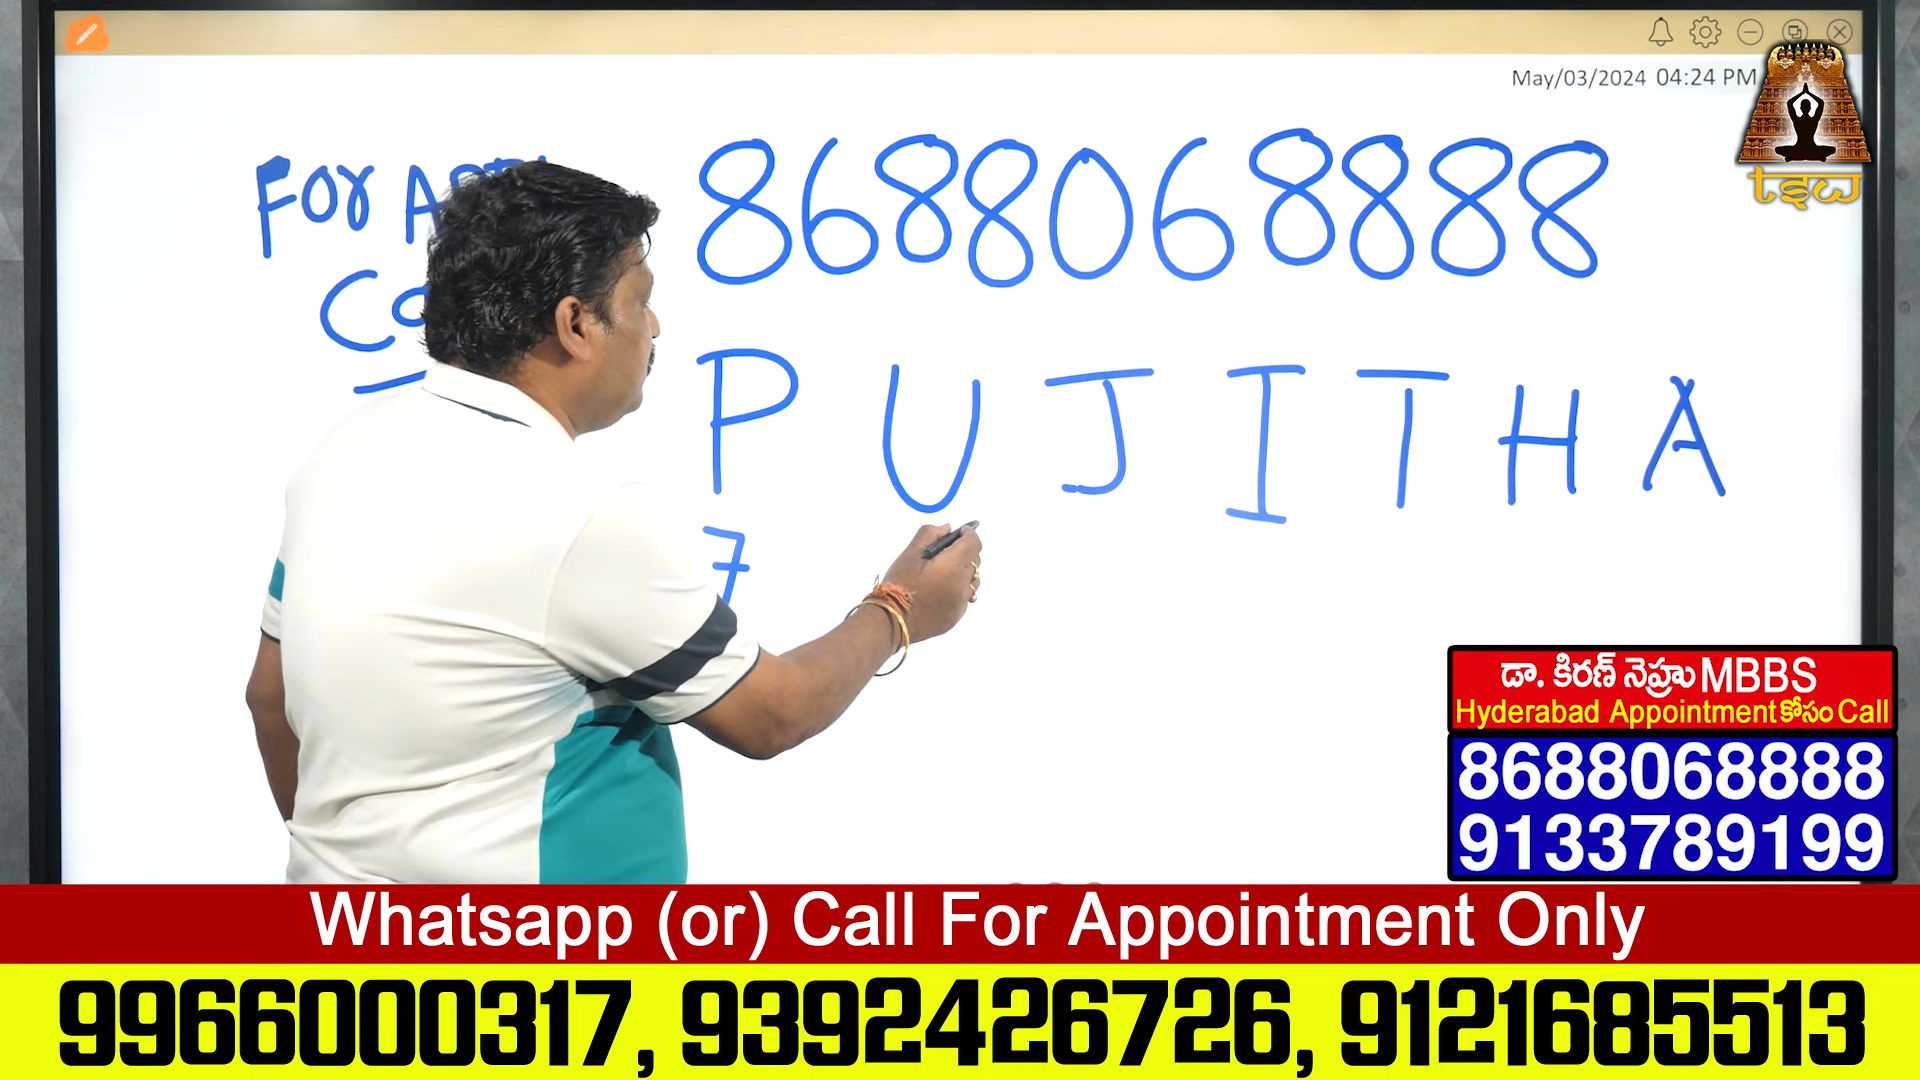 May/03/2024 04:24 PM
FOR
8688068888
PUJITHA
7
tsw
డా. కిరణ్ నెహ్రు MBBS
Hyderabad Appointment కోసం Call
8688068888
9133789199
Whatsapp (or) Call For Appointment Only
9966000317, 9392426726, 9121685513